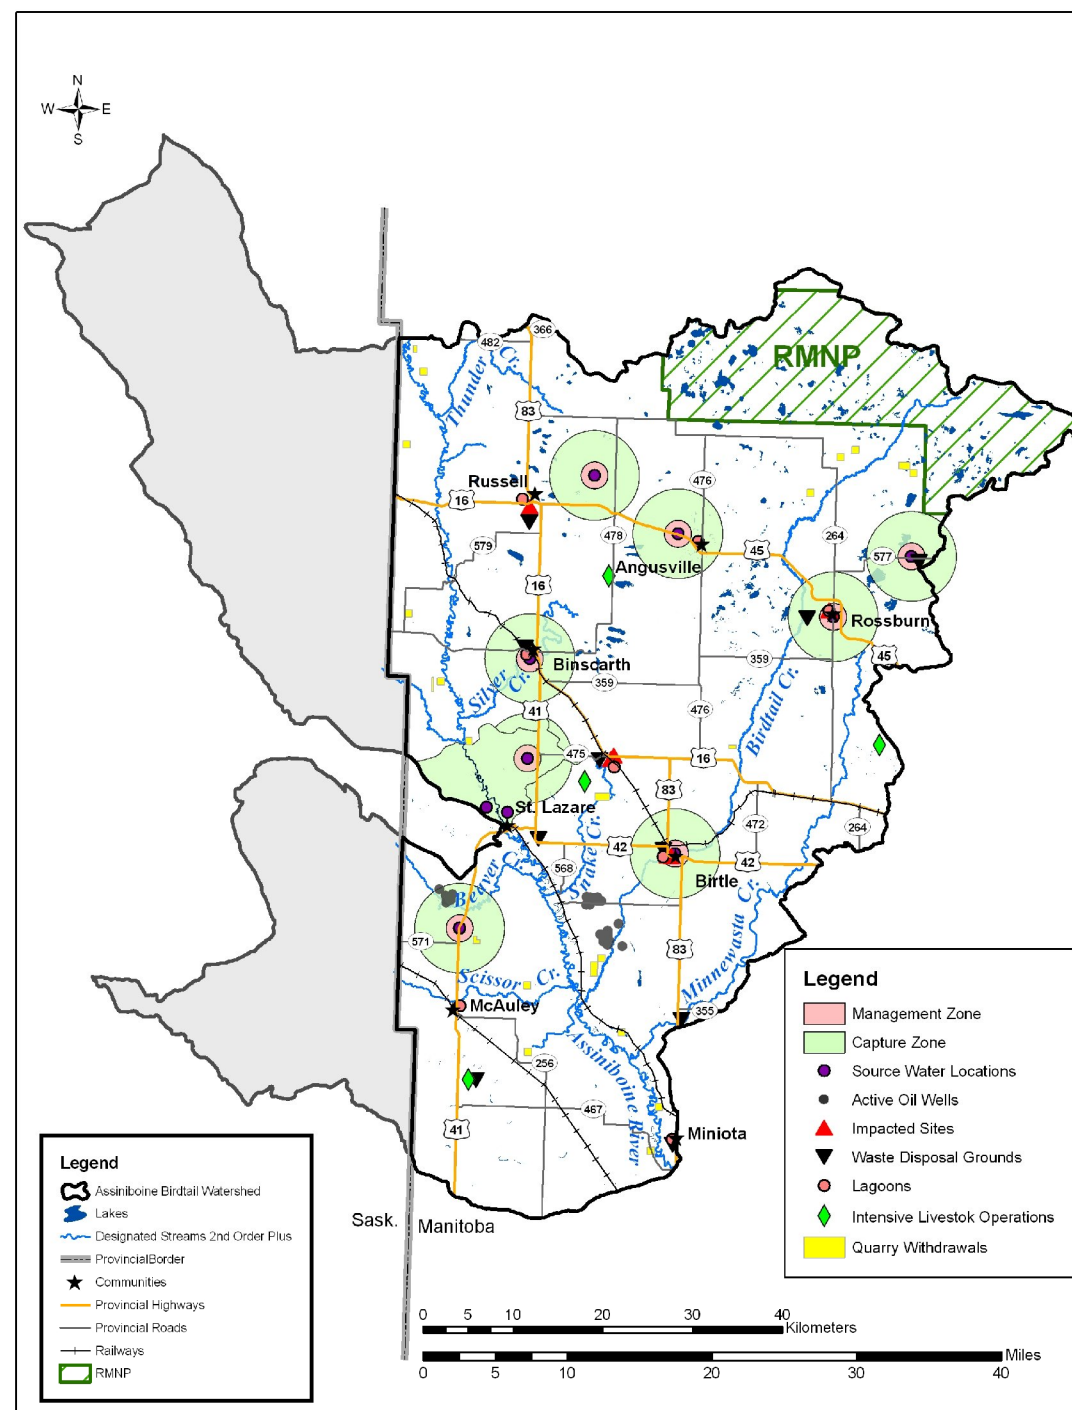 N
W E
S
366
482
Thunder Cr.
RMNP
83
Russell
16
476
478
579
45
264
577
Angusville
16
Rossburn
Binscarth
359
45
359
Silver Cr.
476
41
Birdtail Cr.
475
16
83
St. Lazare
472
264
42
42
568
Snake Cr.
Beaver Cr.
Birtle
571
83
Minnewasta Cr.
Scissor Cr.
McAuley
355
Assiniboine River
256
467
41
Miniota
Sask. Manitoba
Legend
Management Zone
Capture Zone
Source Water Locations
Active Oil Wells
Impacted Sites
Waste Disposal Grounds
Lagoons
Intensive Livestok Operations
Quarry Withdrawals
Legend
Assiniboine Birdtail Watershed
Lakes
Designated Streams 2nd Order Plus
ProvincialBorder
Communities
Provincial Highways
Provincial Roads
Railways
RMNP
0 5 10 20 30 40
Kilometers
Miles
0 5 10 20 30 40